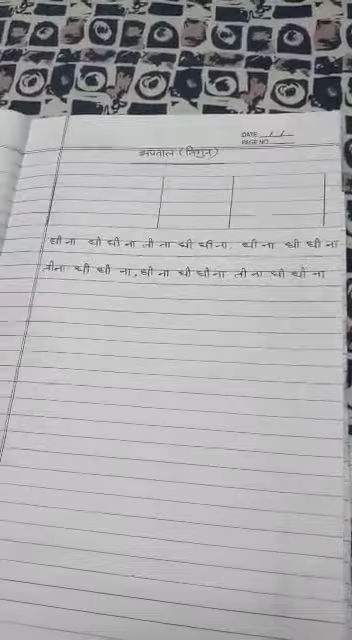 DATE
PAGE NO
झपताल (तिगुन)
धी ना धी धी ना ती ना धी धी ना, धी ना धी धी ना
ती ना धी धी ना, धी ना धी धी ना ती ना धी धी ना